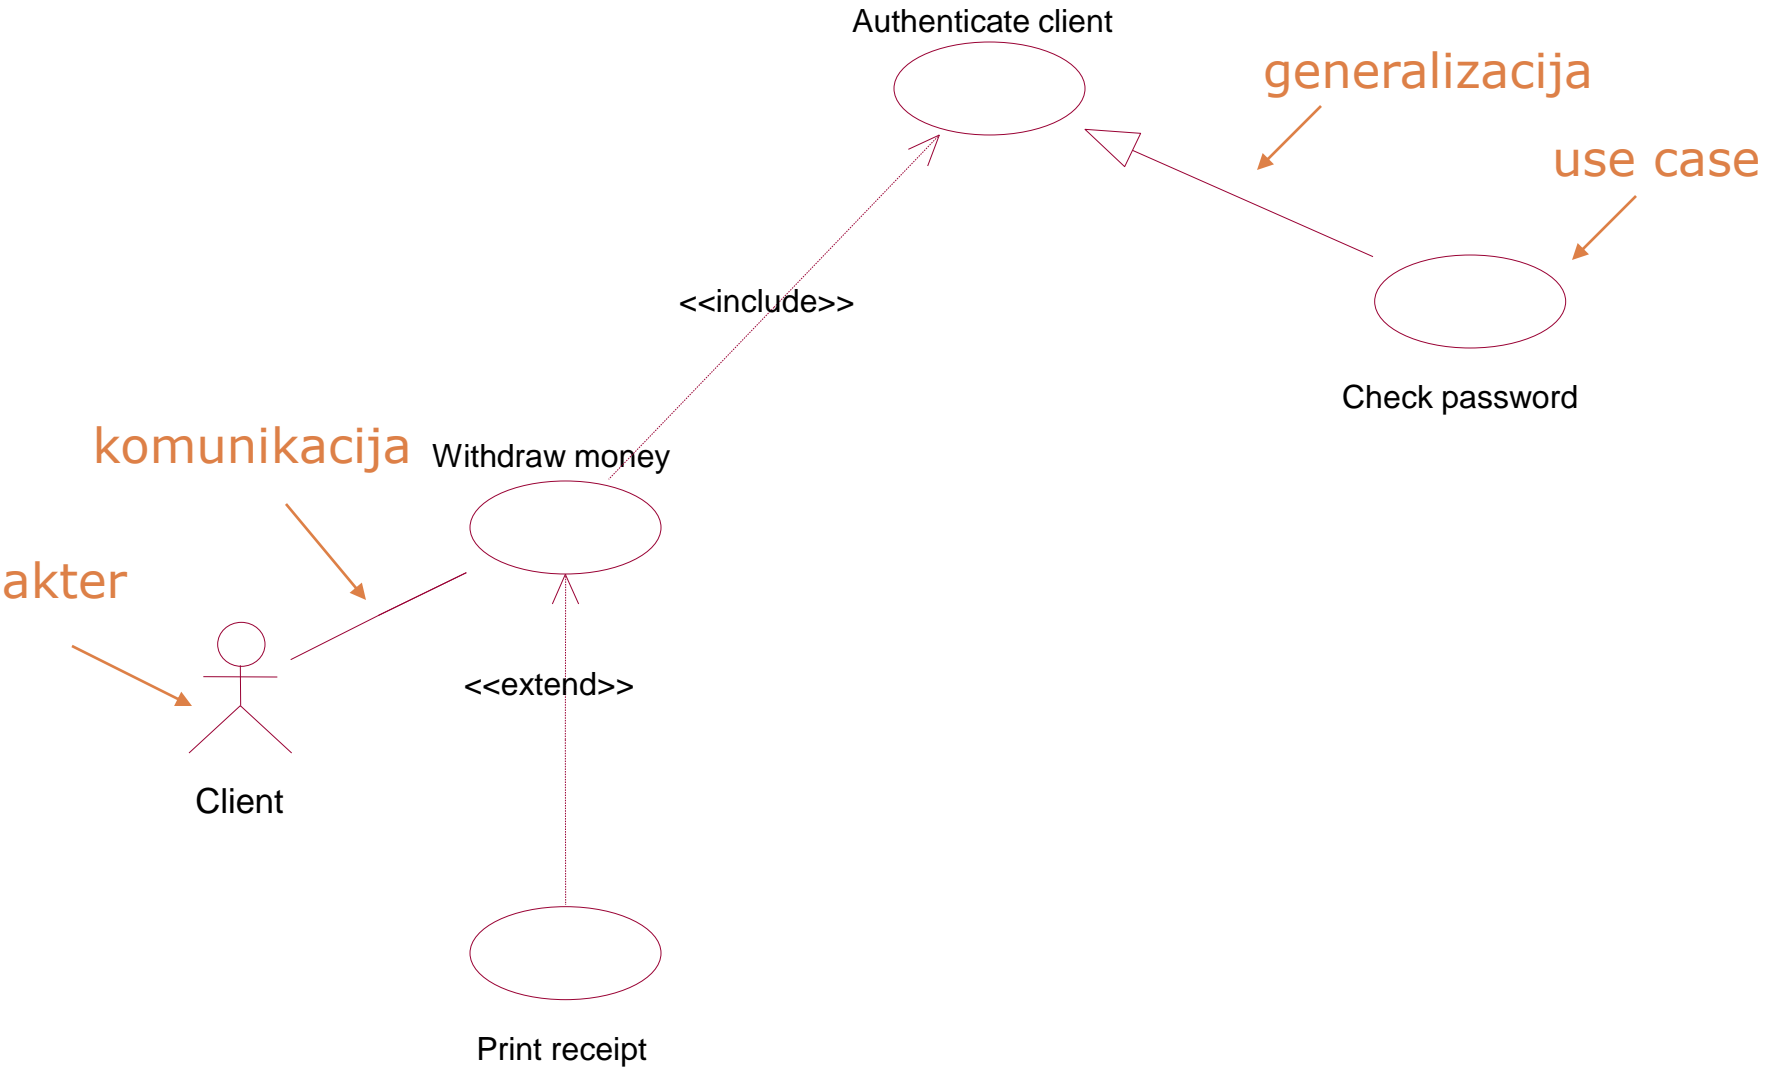 Authenticate client
generalizacija
use case
<<include>>
Check password
komunikacija
Withdraw money
akter
<<extend>>
Client
Print receipt